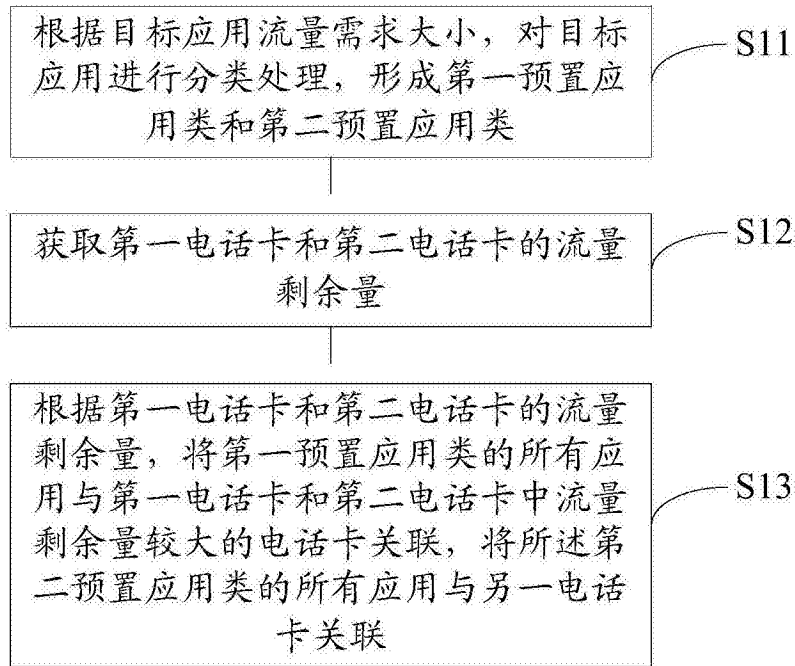 根据目标应用流量需求大小，对目标
应用进行分类处理，形成第一预置应
用类和第二预置应用类
S11
获取第一电话卡和第二电话卡的流量
剩余量
S12
根据第一电话卡和第二电话卡的流量
剩余量，将第一预置应用类的所有应
用与第一电话卡和第二电话卡中流量
剩余量较大的电话卡关联，将所述第
二预置应用类的所有应用与另一电话
卡关联
S13